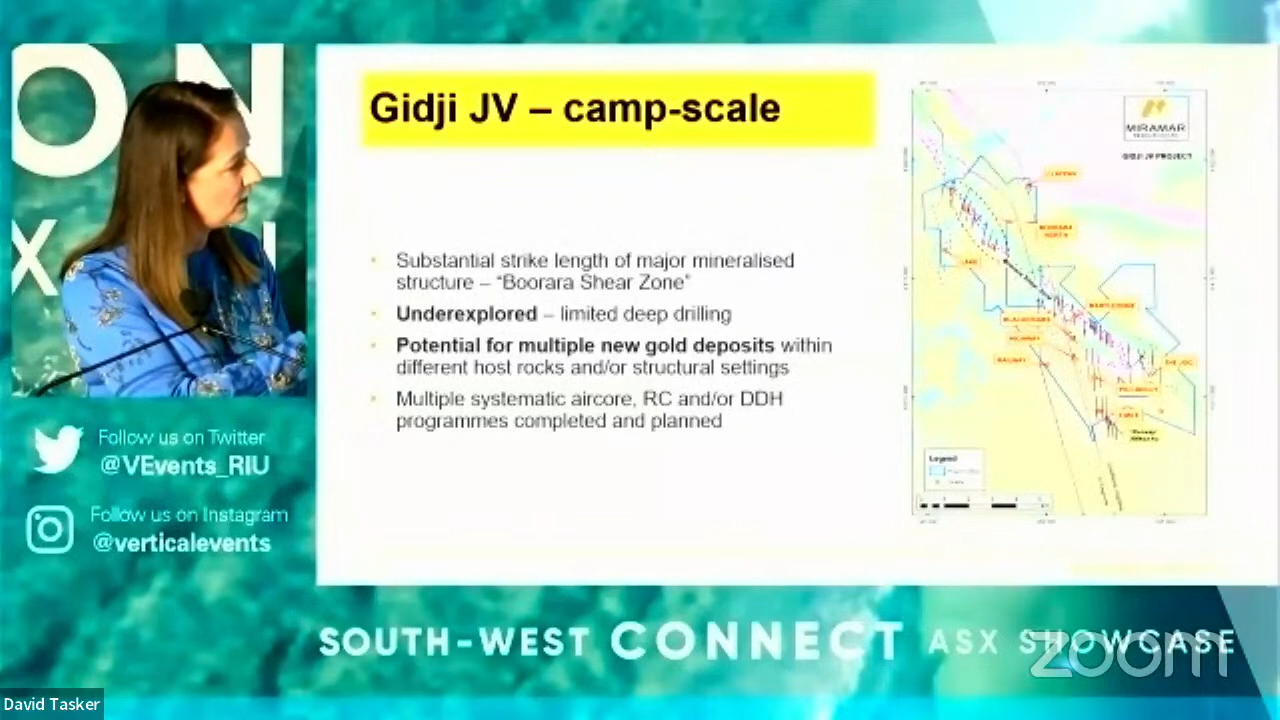 ON
X
Gidji JV – camp-scale
• Substantial strike length of major mineralised
structure – “Boorara Shear Zone”
• Underexplored – limited deep drilling
• Potential for multiple new gold deposits within
different host rocks and/or structural settings
• Multiple systematic aircore, RC and/or DDH
programmes completed and planned
MIRAMAR
GIDJI JV PROJECT
Legend
Follow us on Twitter
@VEvents_RIU
Follow us on Instagram
@verticalevents
SOUTH-WEST CONNECT ASX SHOWCASE
zoom
David Tasker